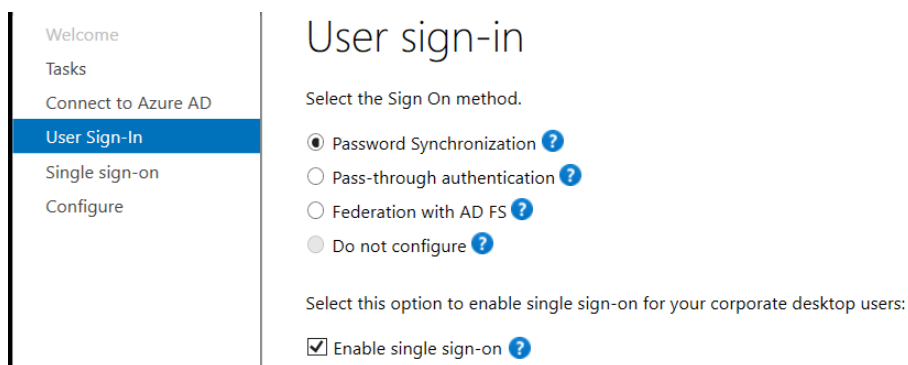 Welcome
Tasks
Connect to Azure AD
User Sign-In
Single sign-on
Configure
User sign-in
Select the Sign On method.
Password Synchronization ?
Pass-through authentication ?
Federation with AD FS ?
Do not configure ?
Select this option to enable single sign-on for your corporate desktop users:
Enable single sign-on ?